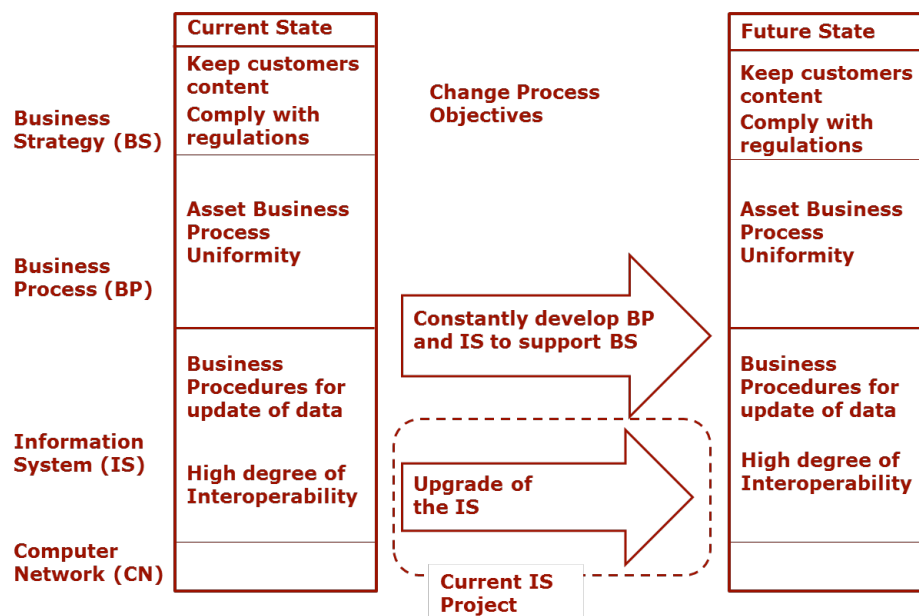 Current State
Future State
Keep customers
content
Comply with
regulations
Change Process
Objectives
Keep customers
content
Comply with
regulations
Business
Strategy (BS)
Asset Business
Process
Uniformity
Asset Business
Process
Uniformity
Business
Process (BP)
Constantly develop BP
and IS to support BS
Business
Procedures for
update of data
Business
Procedures for
update of data
Information
System (IS)
High degree of
Interoperability
Upgrade of
the IS
High degree of
Interoperability
Computer
Network (CN)
Current IS
Project